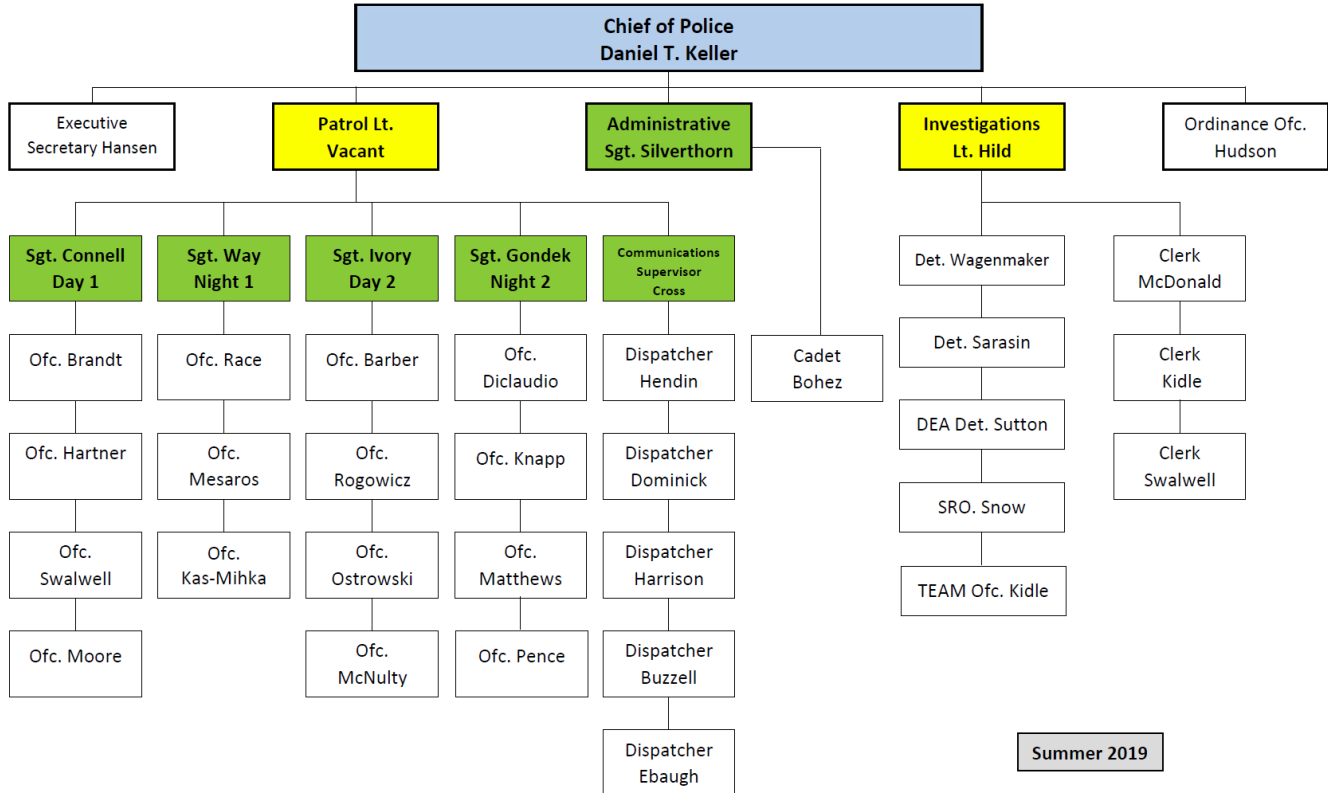 Chief of Police
Daniel T. Keller
Executive
Secretary Hansen
Patrol Lt.
Vacant
Administrative
Sgt. Silverthorn
Investigations
Lt. Hild
Ordinance Ofc.
Hudson
Sgt. Connell
Day 1
Sgt. Way
Night 1
Sgt. Ivory
Day 2
Sgt. Gondek
Night 2
Communications
Supervisor
Cross
Det. Wagenmaker
Clerk
McDonald
Ofc. Brandt
Ofc. Race
Ofc. Barber
Ofc.
Diclaudio
Dispatcher
Hendin
Cadet
Bohez
Det. Sarasin
Clerk
Kidle
Ofc. Hartner
Ofc.
Mesaros
Ofc.
Rogowicz
Ofc. Knapp
Dispatcher
Dominick
DEA Det. Sutton
Clerk
Swalwell
Ofc.
Swalwell
Ofc.
Kas-Mihka
Ofc.
Ostrowski
Ofc.
Matthews
Dispatcher
Harrison
SRO. Snow
TEAM Ofc. Kidle
Ofc. Moore
Ofc.
McNulty
Ofc. Pence
Dispatcher
Buzzell
Dispatcher
Ebaugh
Summer 2019